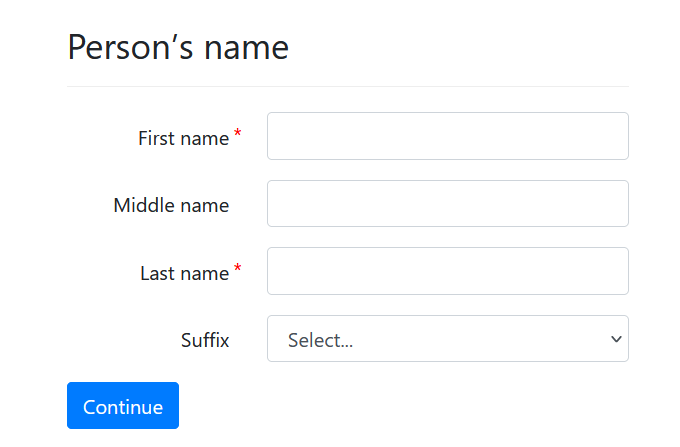 Person’s name
First name *
Middle name
Last name *
Suffix Select...
Continue